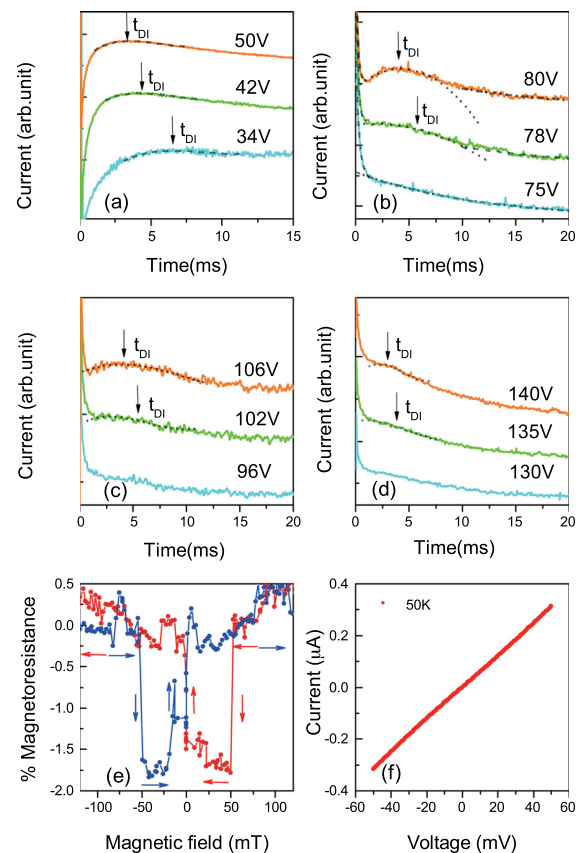 Current (arb.unit)
t_DI
50V
t_DI
42V
t_DI
34V
(a)
0 5 10 15
Time(ms)
Current (arb.unit)
t_DI
80V
t_DI
78V
75V
(b)
0 5 10 15 20
Time(ms)
Current (arb.unit)
t_DI
106V
t_DI
102V
96V
(c)
0 5 10 15 20
Time(ms)
Current (arb.unit)
t_DI
140V
t_DI
135V
130V
(d)
0 5 10 15 20
Time(ms)
% Magnetoresistance
0.5
0.0
-0.5
-1.0
-1.5
-2.0
(e)
-100 -50 0 50 100
Magnetic field (mT)
Current (µA)
0.4
0.2
0.0
-0.2
-0.4
50K
(f)
-60 -40 -20 0 20 40 60
Voltage (mV)